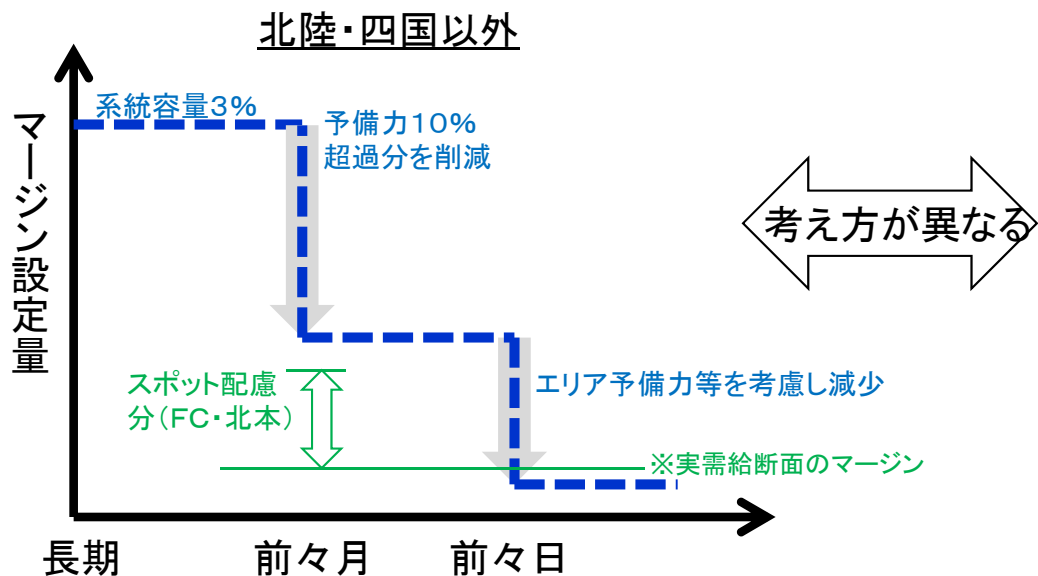 北陸・四国以外
マージン設定量
系統容量3%
予備力10%
超過分を削減
考え方が異なる
スポット配慮
分(FC・北本)
エリア予備力等を考慮し減少
※実需給断面のマージン
長期
前々月
前々日